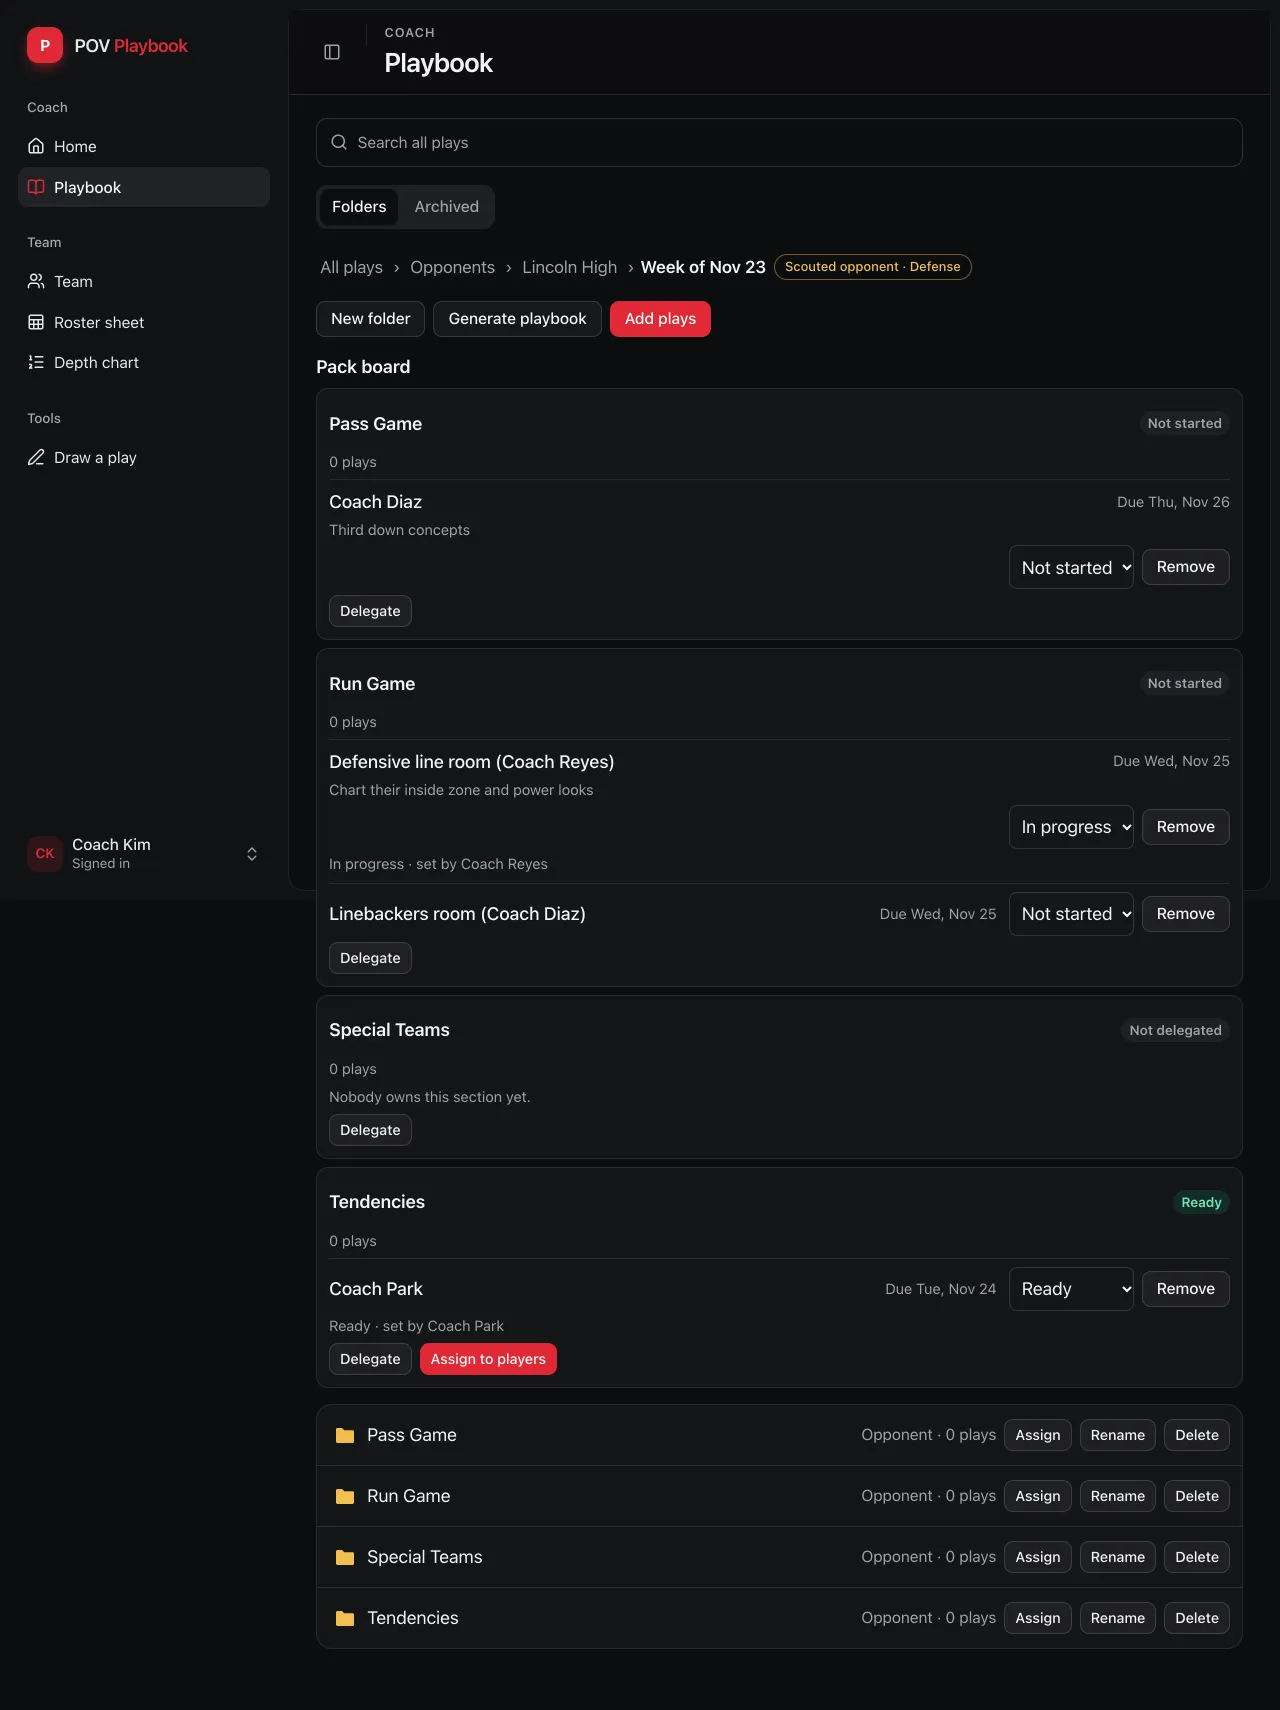 P
POV Playbook
Coach
Home
Playbook
Team
Team
Roster sheet
Depth chart
Tools
Draw a play
CK
Coach Kim
Signed in
COACH
Playbook
Search all plays
Folders
Archived
All plays › Opponents › Lincoln High › Week of Nov 23 Scouted opponent · Defense
New folder
Generate playbook
Add plays
Pack board
Pass Game
Not started
0 plays
Coach Diaz
Due Thu, Nov 26
Third down concepts
Not started
Remove
Delegate
Run Game
Not started
0 plays
Defensive line room (Coach Reyes)
Due Wed, Nov 25
Chart their inside zone and power looks
In progress
Remove
In progress · set by Coach Reyes
Linebackers room (Coach Diaz)
Due Wed, Nov 25
Not started
Remove
Delegate
Special Teams
Not delegated
0 plays
Nobody owns this section yet.
Delegate
Tendencies
Ready
0 plays
Coach Park
Due Tue, Nov 24
Ready
Remove
Ready · set by Coach Park
Delegate
Assign to players
Pass Game
Opponent · 0 plays
Assign
Rename
Delete
Run Game
Opponent · 0 plays
Assign
Rename
Delete
Special Teams
Opponent · 0 plays
Assign
Rename
Delete
Tendencies
Opponent · 0 plays
Assign
Rename
Delete